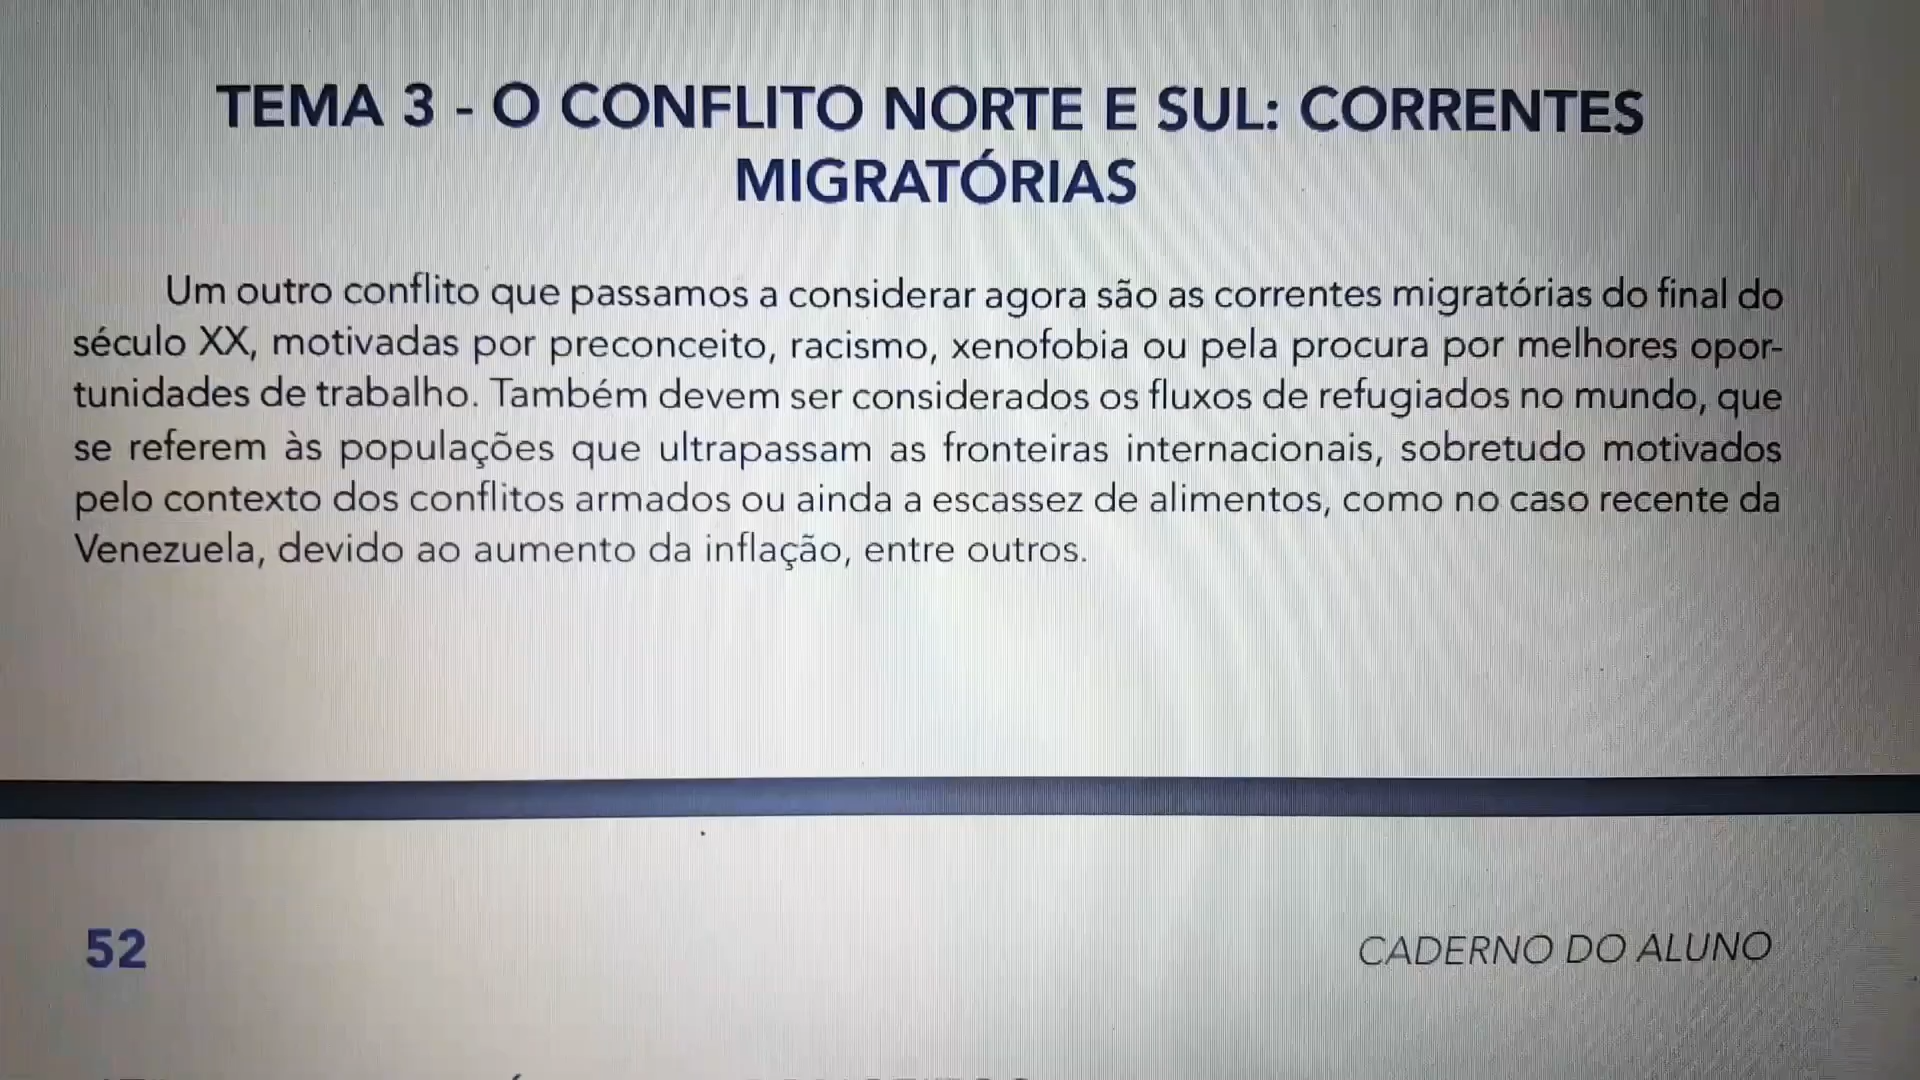 TEMA 3 - O CONFLITO NORTE E SUL: CORRENTES
MIGRATÓRIAS
Um outro conflito que passamos a considerar agora são as correntes migratórias do final do
século XX, motivadas por preconceito, racismo, xenofobia ou pela procura por melhores opor-
tunidades de trabalho. Também devem ser considerados os fluxos de refugiados no mundo, que
se referem às populações que ultrapassam as fronteiras internacionais, sobretudo motivados
pelo contexto dos conflitos armados ou ainda a escassez de alimentos, como no caso recente da
Venezuela, devido ao aumento da inflação, entre outros.
52
CADERNO DO ALUNO